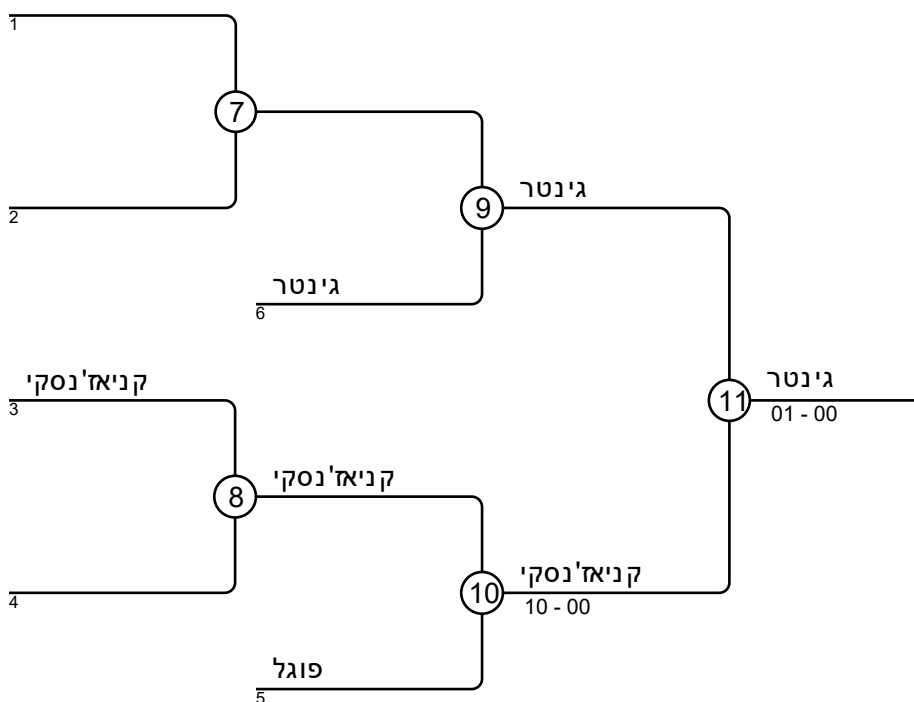 1
7
2
9
גינטר
גינטר
6
קניאז'נסקי
3
גינטר
11
01 - 00
8
קניאז'נסקי
4
10
קניאז'נסקי
10 - 00
פוגל
5